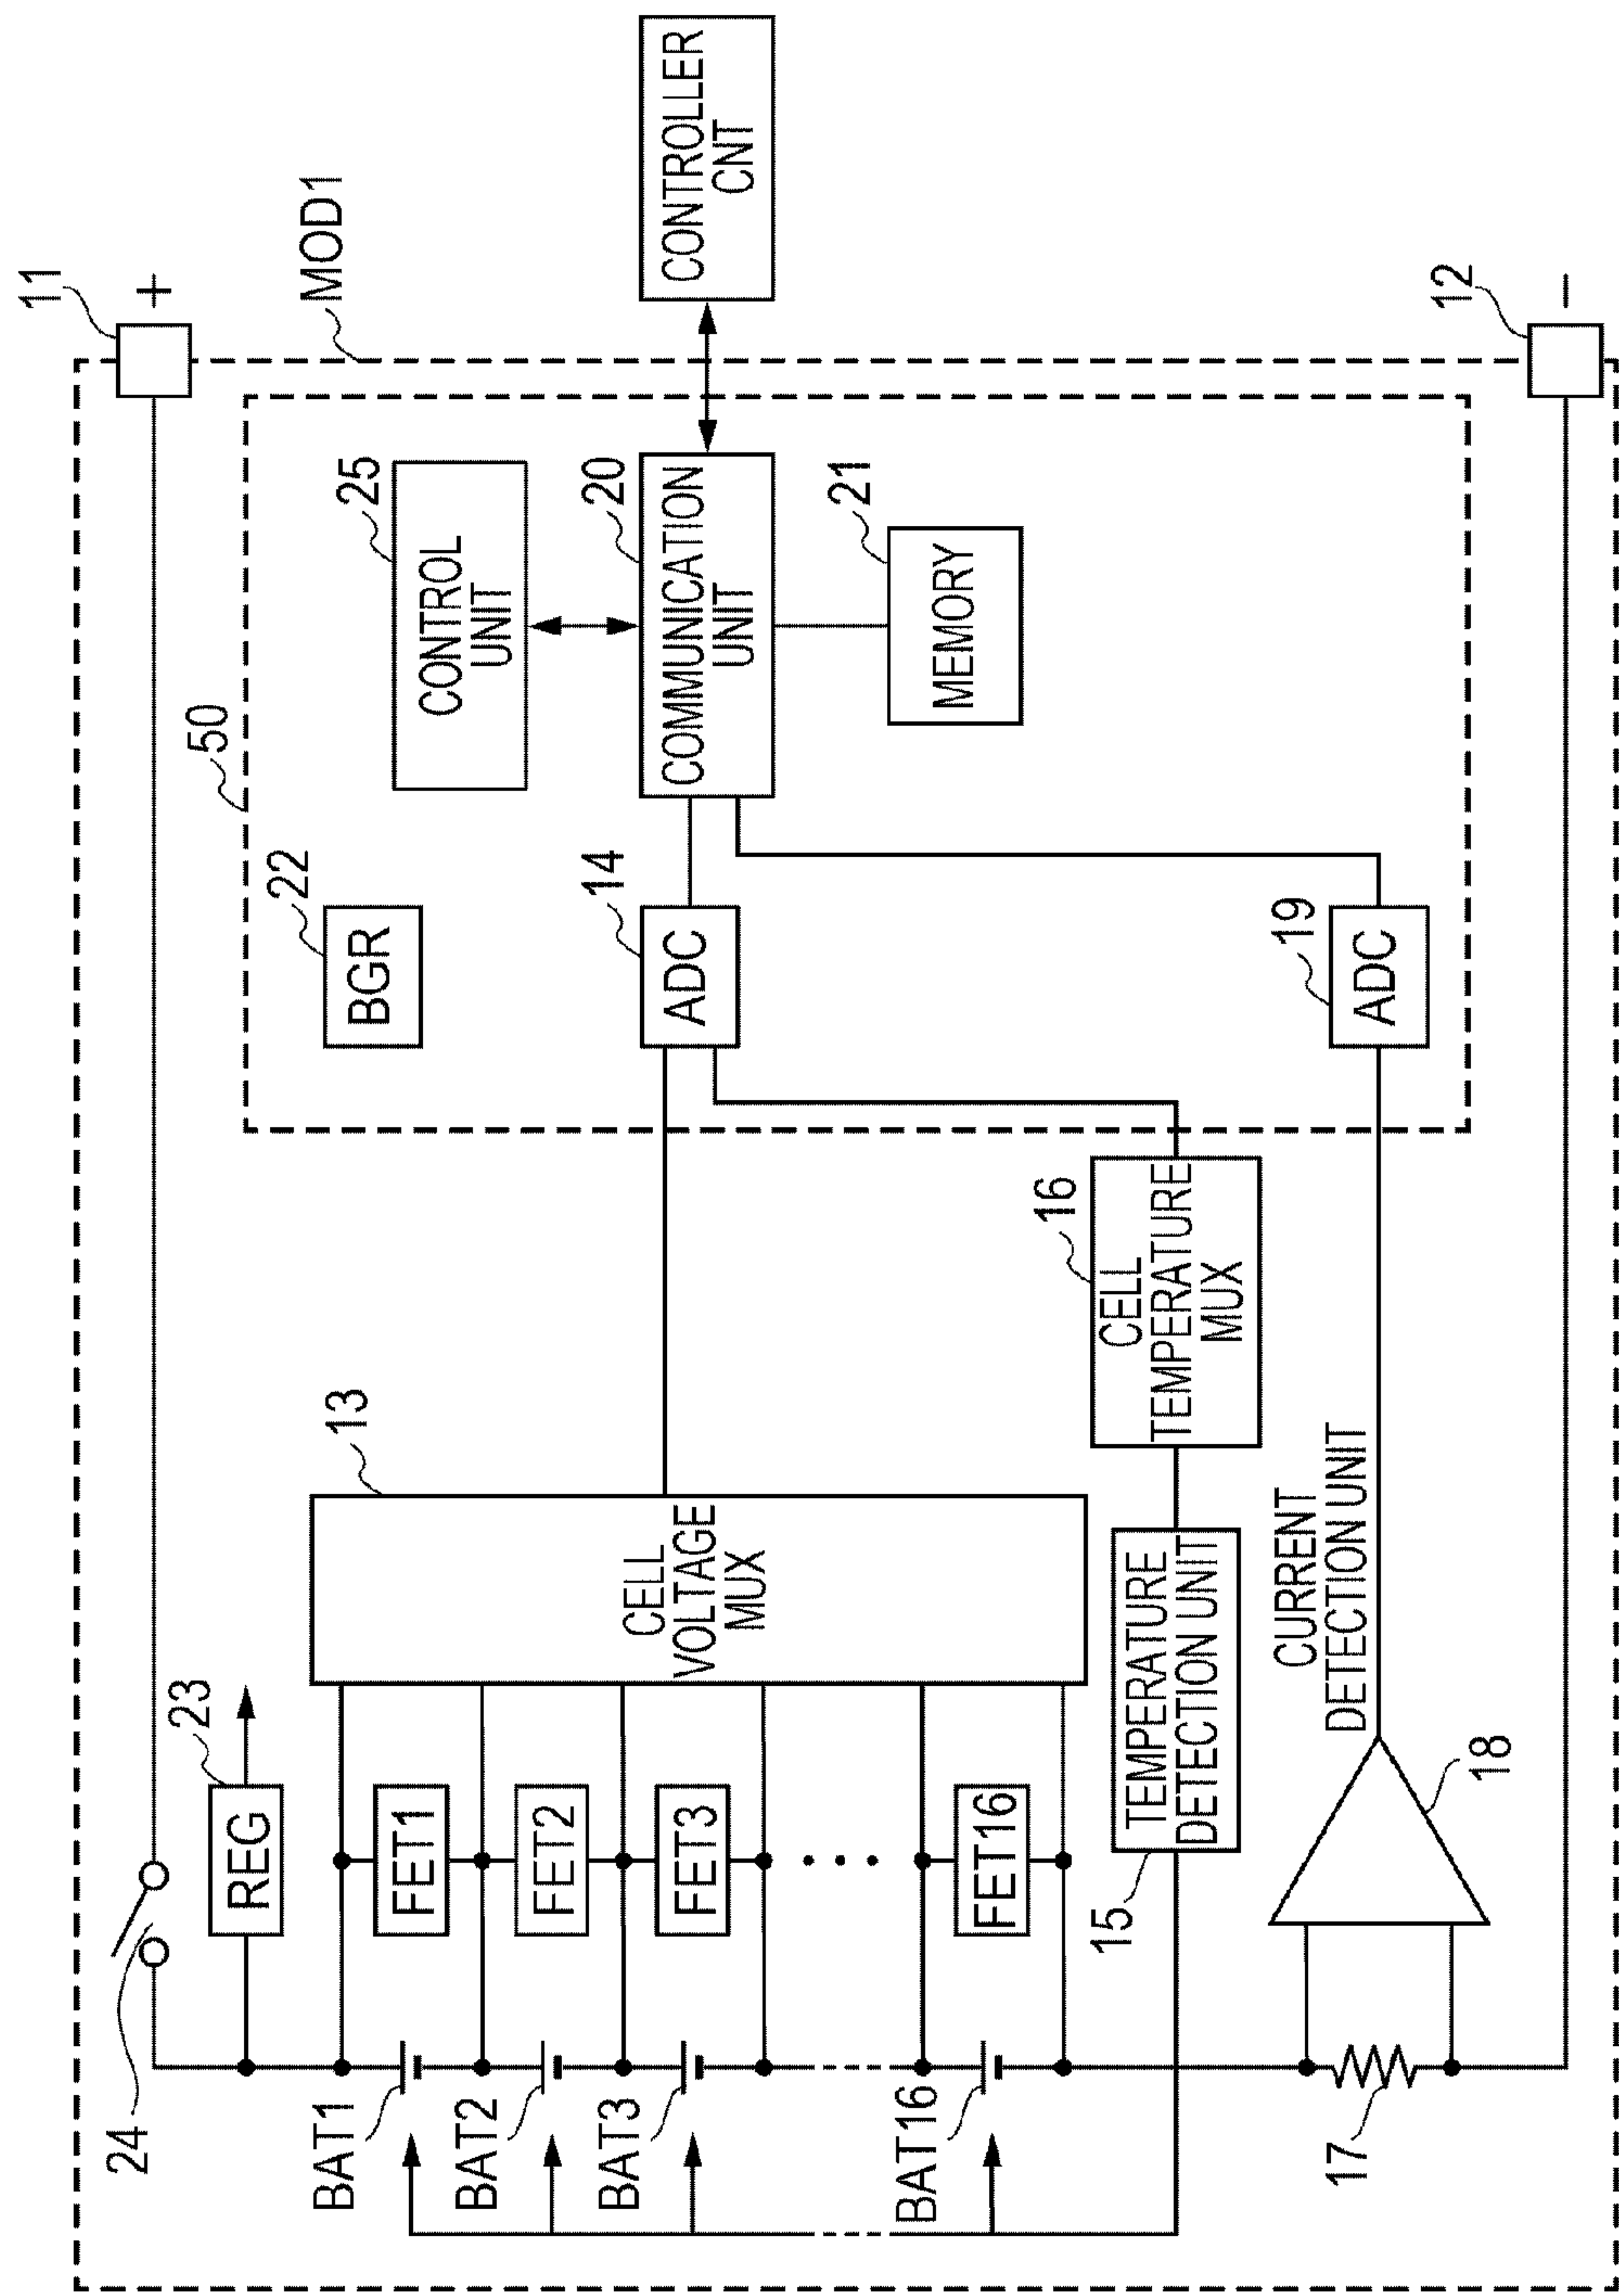 11
+
MOD1
CONTROLLER
CNT
50
25
CONTROL
UNIT
20
COMMUNICATION
UNIT
21
MEMORY
22
BGR
14
ADC
19
ADC
12
−
24
23
REG
13
CELL
VOLTAGE
MUX
16
CELL
TEMPERATURE
MUX
BAT1
FET1
BAT2
FET2
BAT3
FET3
BAT16
FET16
15
TEMPERATURE
DETECTION UNIT
CURRENT
DETECTION UNIT
18
17